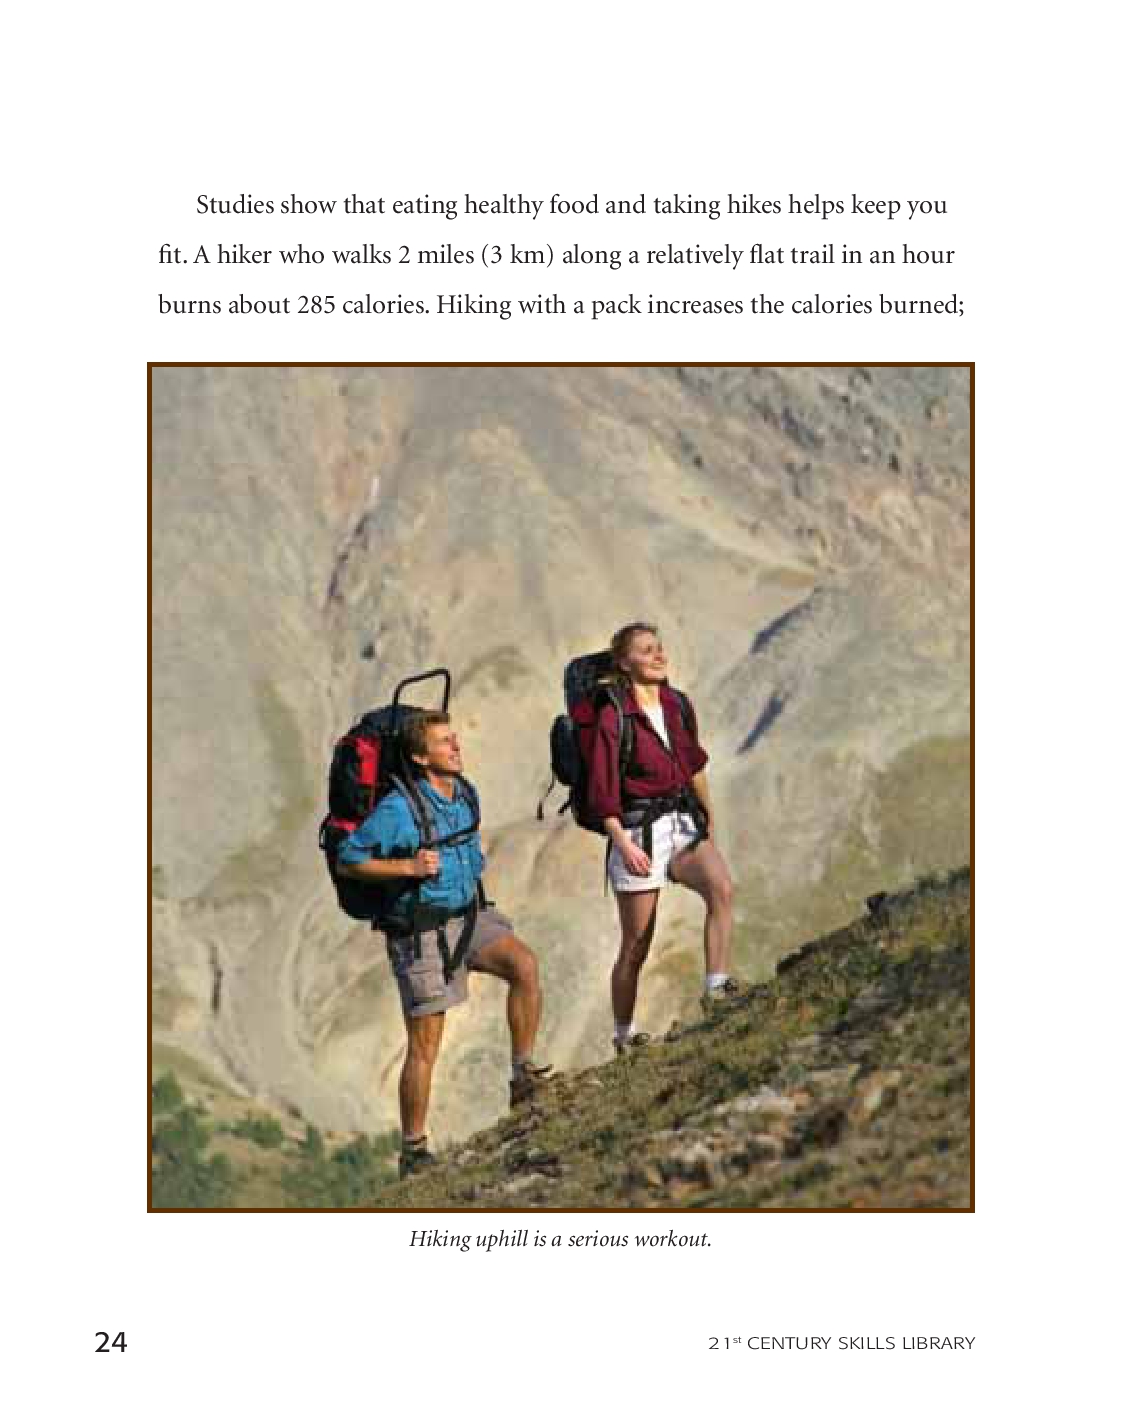 Studies show that eating healthy food and taking hikes helps keep you
fit. A hiker who walks 2 miles (3 km) along a relatively flat trail in an hour
burns about 285 calories. Hiking with a pack increases the calories burned;
Hiking uphill is a serious workout.
24
21st CENTURY SKILLS LIBRARY